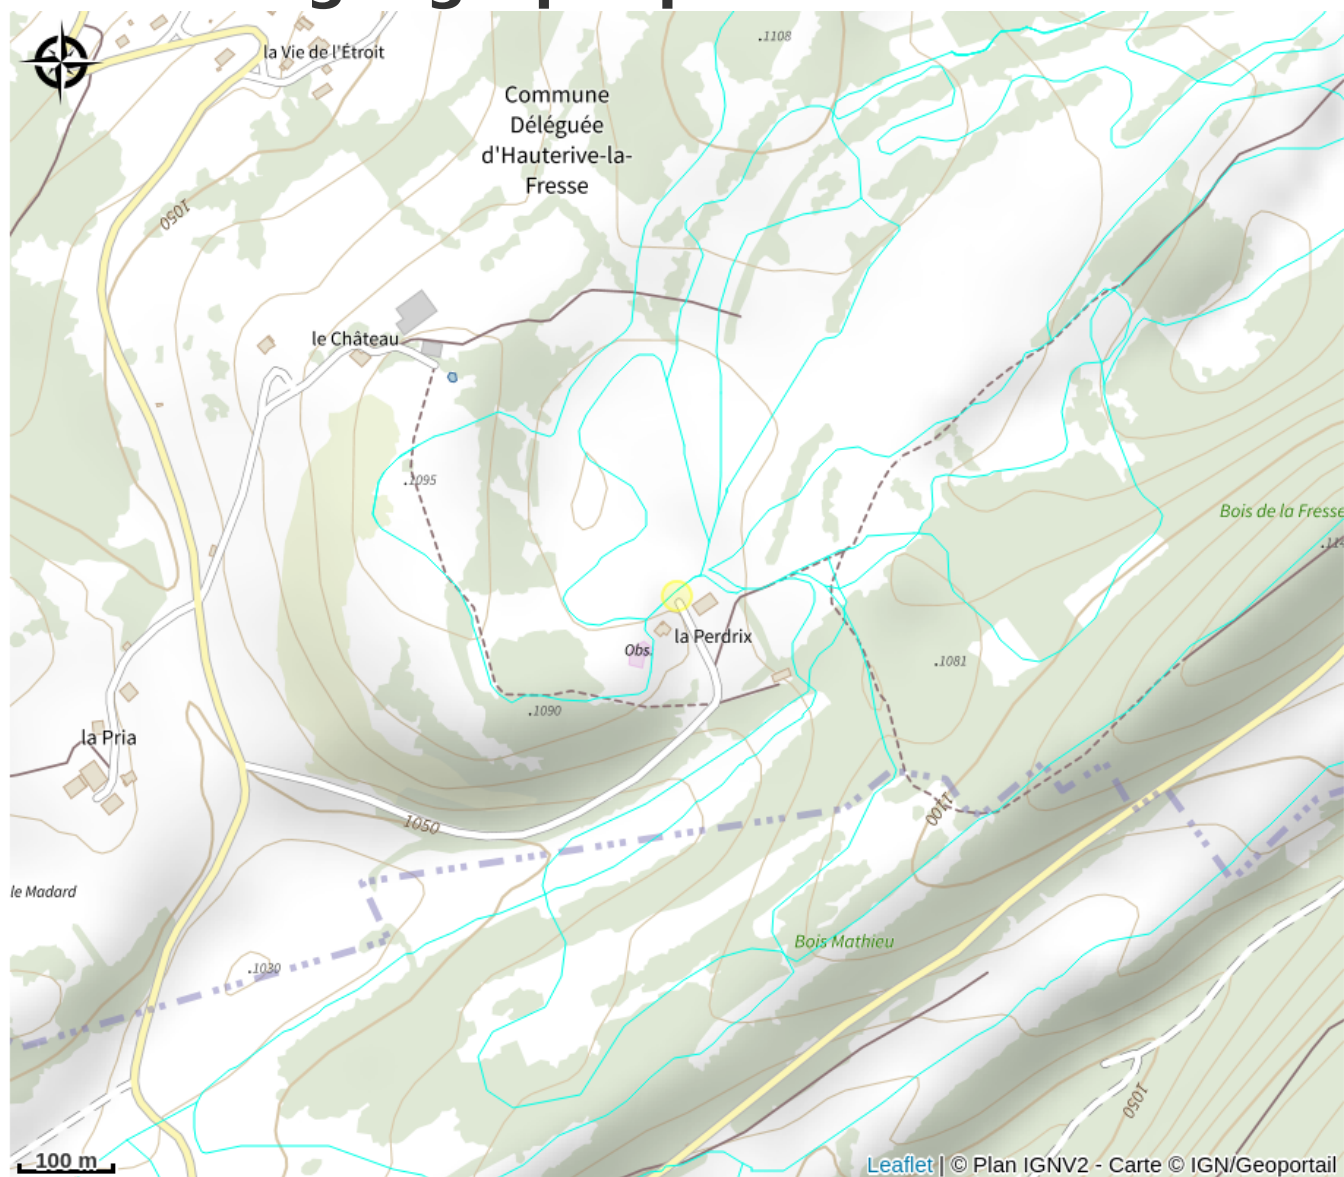 la Vie de l'Étroit
.1108
Commune
Déléguée
d'Hauterive-la-
Fresse
1050
le Château
.1095
Bois de la Fresse
la Perdrix
Obs.
.1081
.1090
la Pria
1100
1050
le Madard
Bois Mathieu
.1030
1050
100 m
Leaflet | © Plan IGNV2 - Carte © IGN/Geoportail